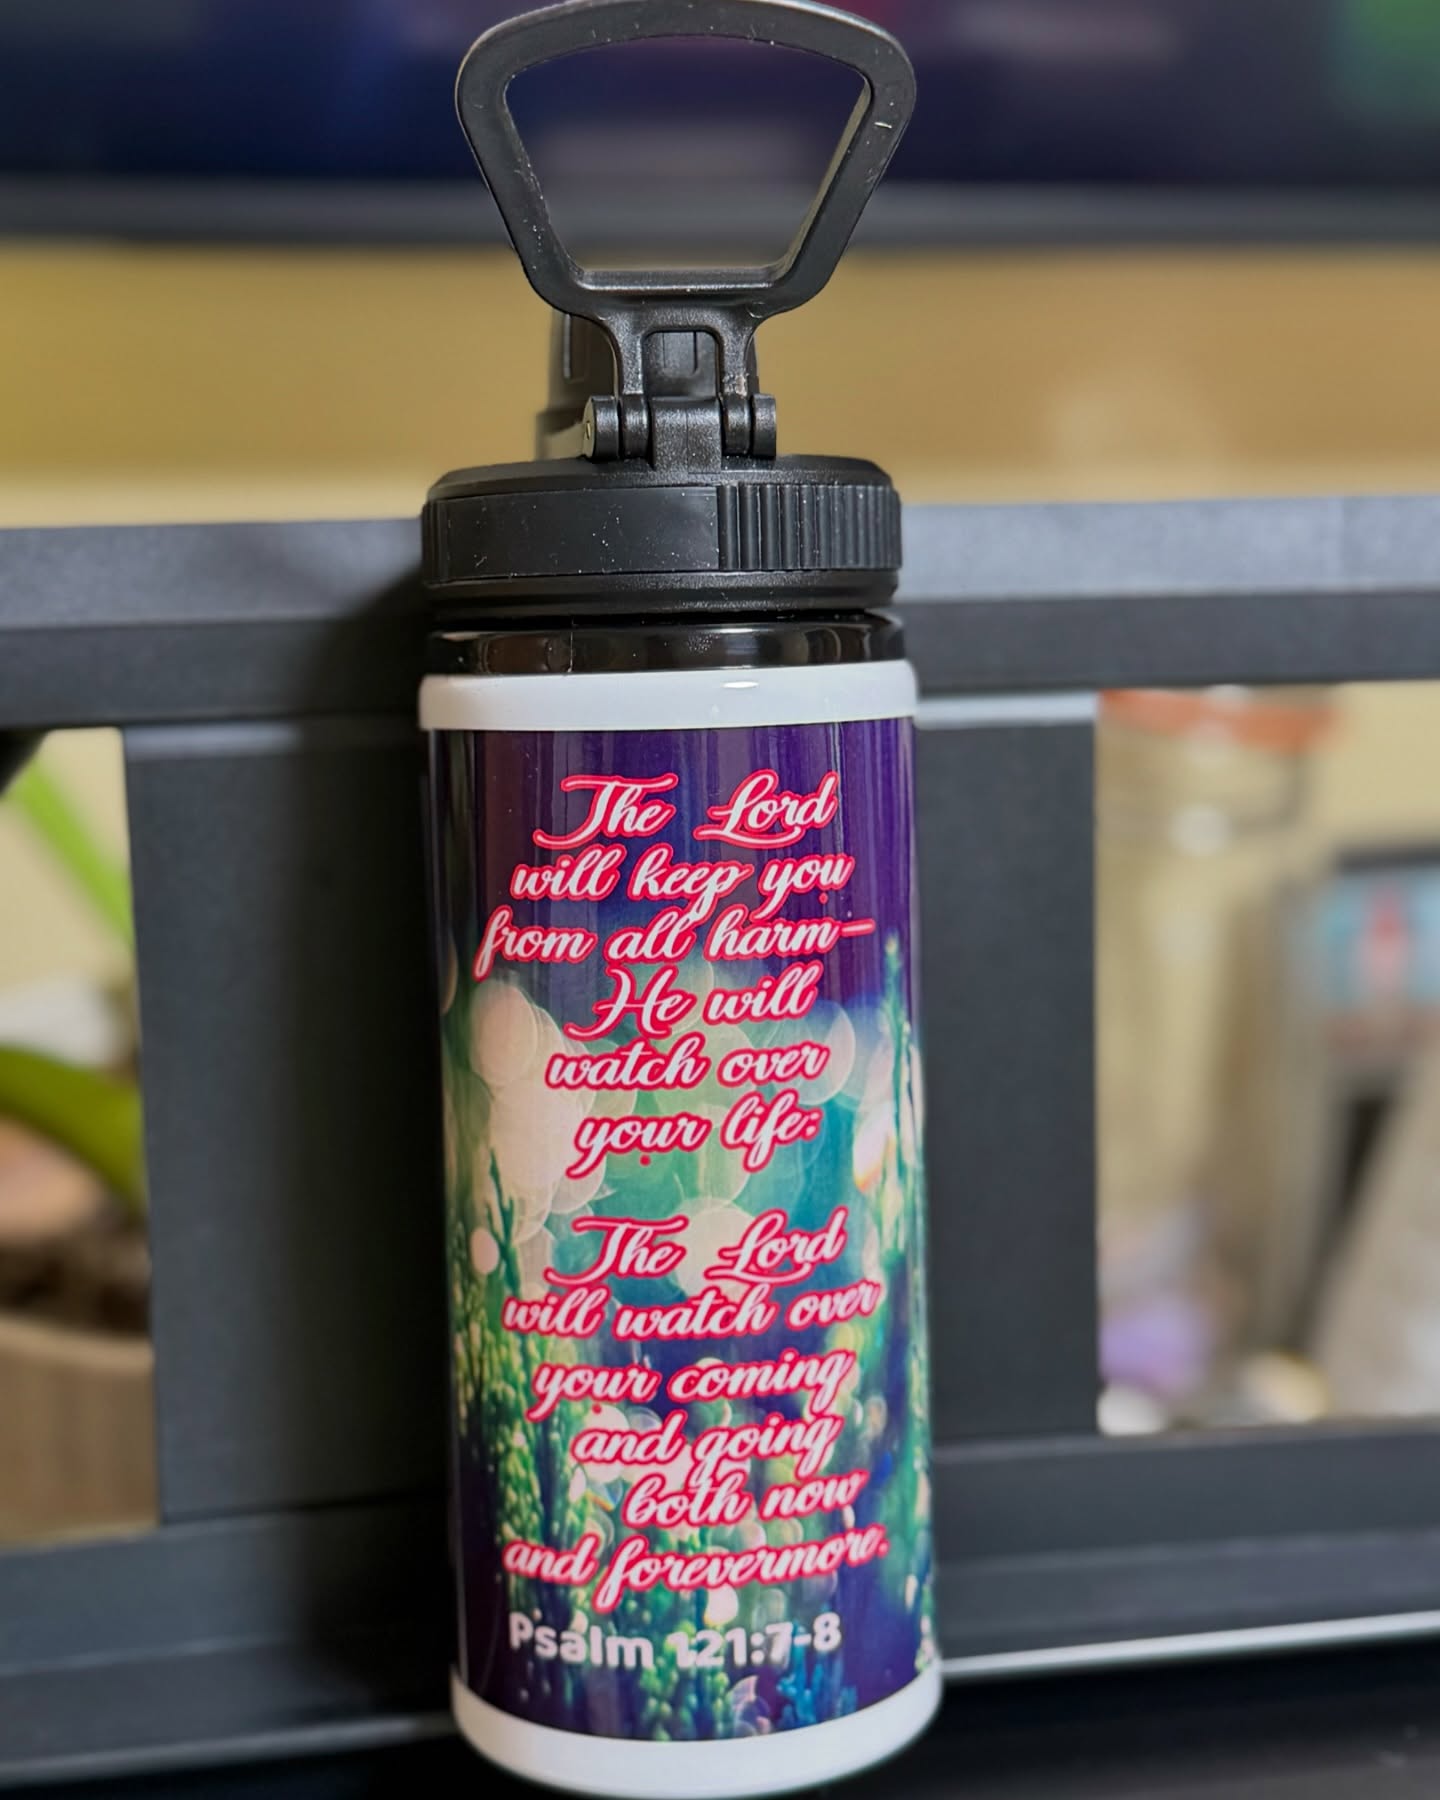 The Lord
will keep you
from all harm—
He will
watch over
your life;
The Lord
will watch over
your coming
and going
both now
and forevermore.
Psalm 121:7-8